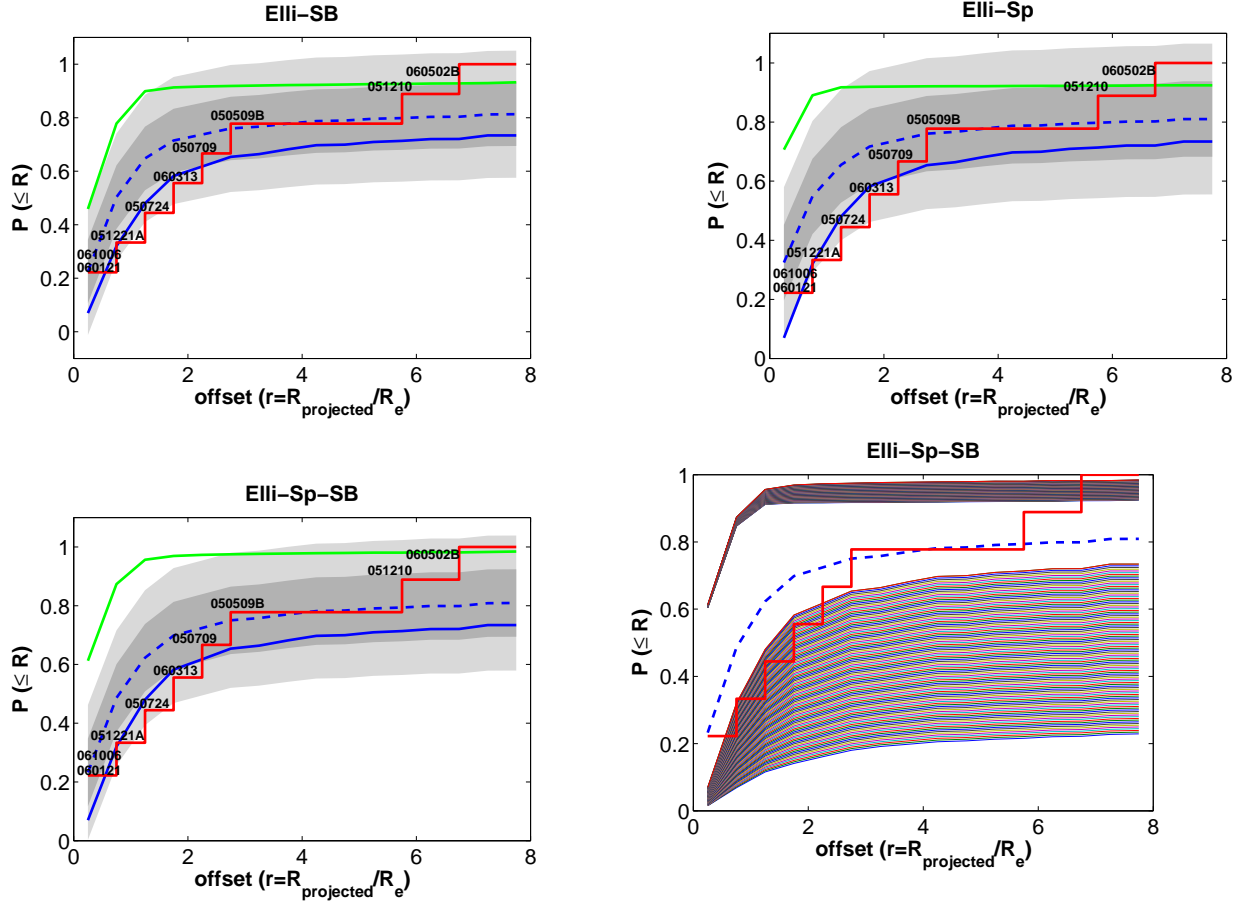 Elli-SB
P (≤ R)
1
0.8
0.6
0.4
0.2
0
060502B
051210
050509B
050709
060313
050724
051221A
061006
060121
0 2 4 6 8
offset (r=R_projected/R_e)
Elli-Sp
P (≤ R)
1
0.8
0.6
0.4
0.2
0
060502B
051210
050509B
050709
060313
050724
051221A
061006
060121
0 2 4 6 8
offset (r=R_projected/R_e)
Elli-Sp-SB
P (≤ R)
1
0.8
0.6
0.4
0.2
0
060502B
051210
050509B
050709
060313
050724
051221A
061006
060121
0 2 4 6 8
offset (r=R_projected/R_e)
Elli-Sp-SB
P (≤ R)
1
0.8
0.6
0.4
0.2
0
0 2 4 6 8
offset (r=R_projected/R_e)